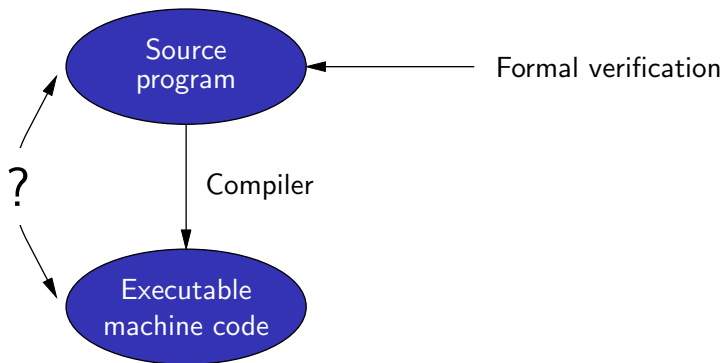 Source
program
Formal verification
Compiler
?
Executable
machine code